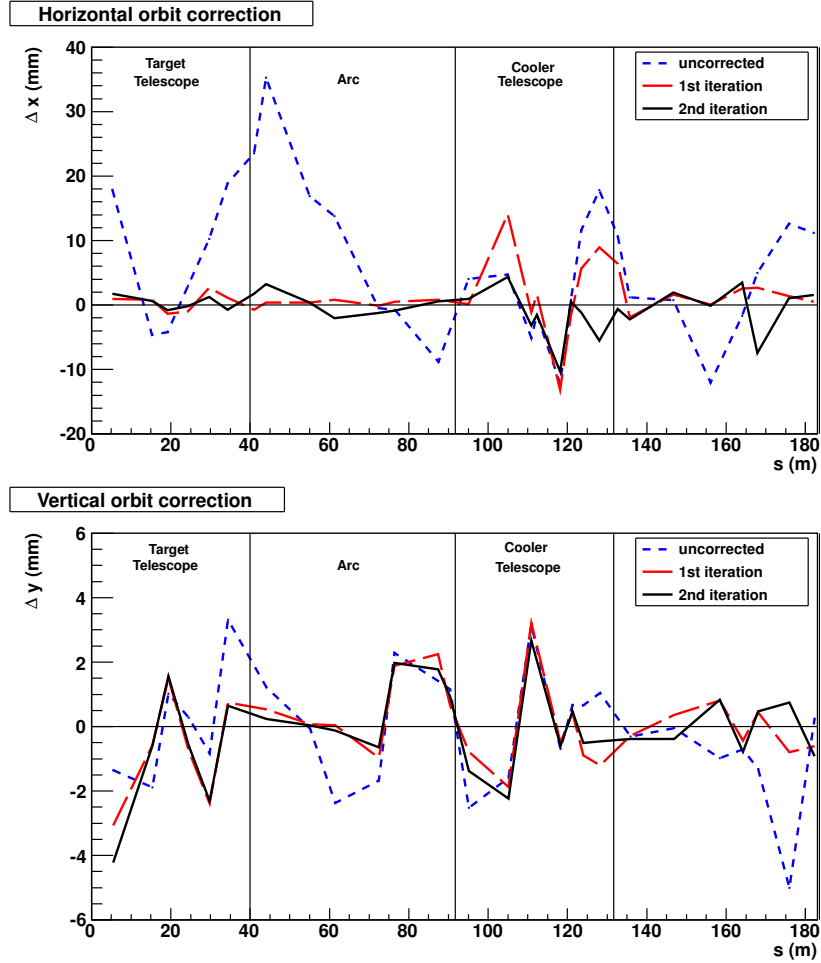 Horizontal orbit correction
Δ x (mm)
40
30
20
10
0
-10
-20
Target
Telescope
Arc
Cooler
Telescope
uncorrected
1st iteration
2nd iteration
0 20 40 60 80 100 120 140 160 180
s (m)
Vertical orbit correction
Δ y (mm)
6
4
2
0
-2
-4
-6
Target
Telescope
Arc
Cooler
Telescope
uncorrected
1st iteration
2nd iteration
0 20 40 60 80 100 120 140 160 180
s (m)